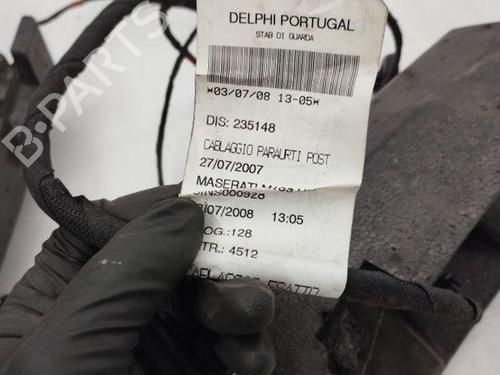 DELPHI PORTUGAL
STAB DI GUARDA
*03/07/08 13-05*
DIS: 235148
CABLAGGIO PARAURTI POST.
27/07/2007
MASERATI
13:05
/07/2008
OG.:128
TR.: 4512
B-PARTS